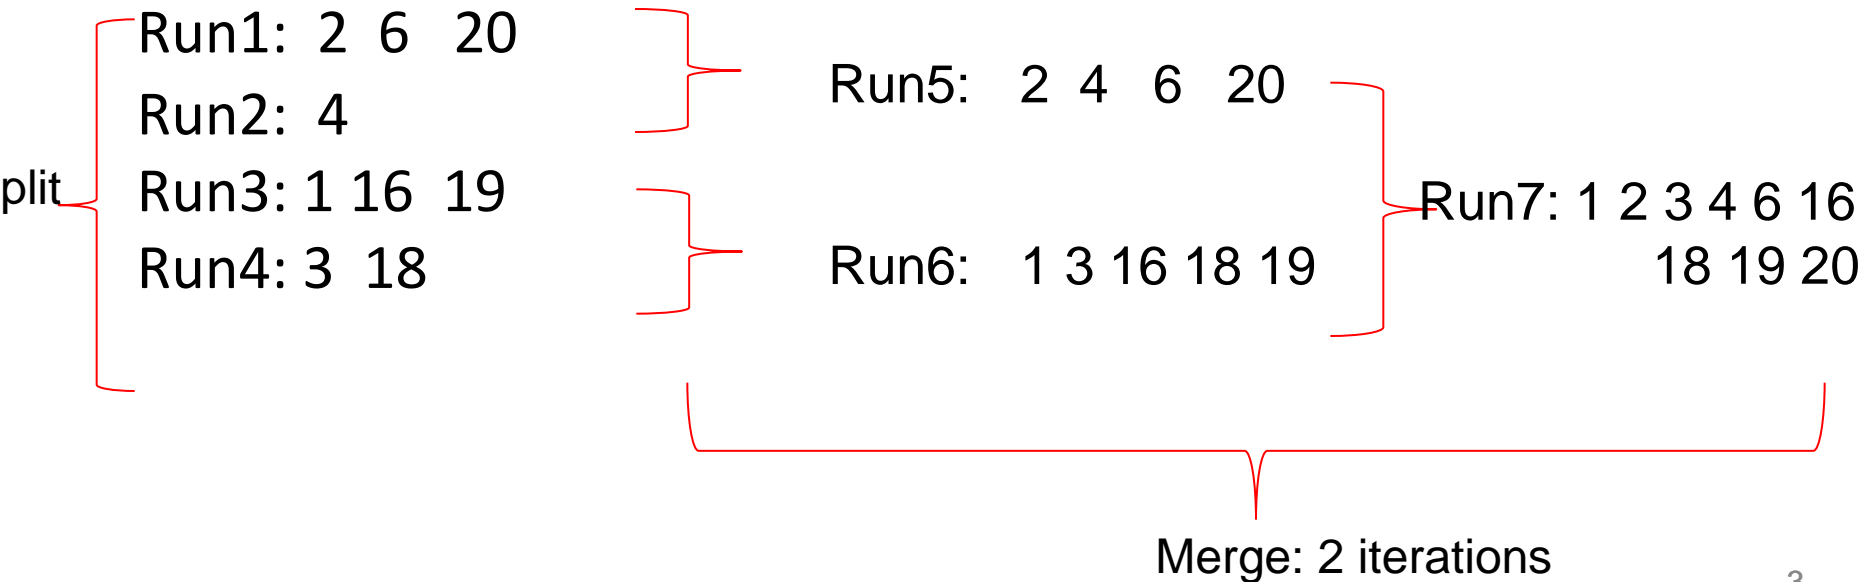 Run1: 2 6 20
Run2: 4
plit
Run3: 1 16 19
Run4: 3 18
Run5: 2 4 6 20
Run6: 1 3 16 18 19
Run7: 1 2 3 4 6 16
18 19 20
Merge: 2 iterations
3